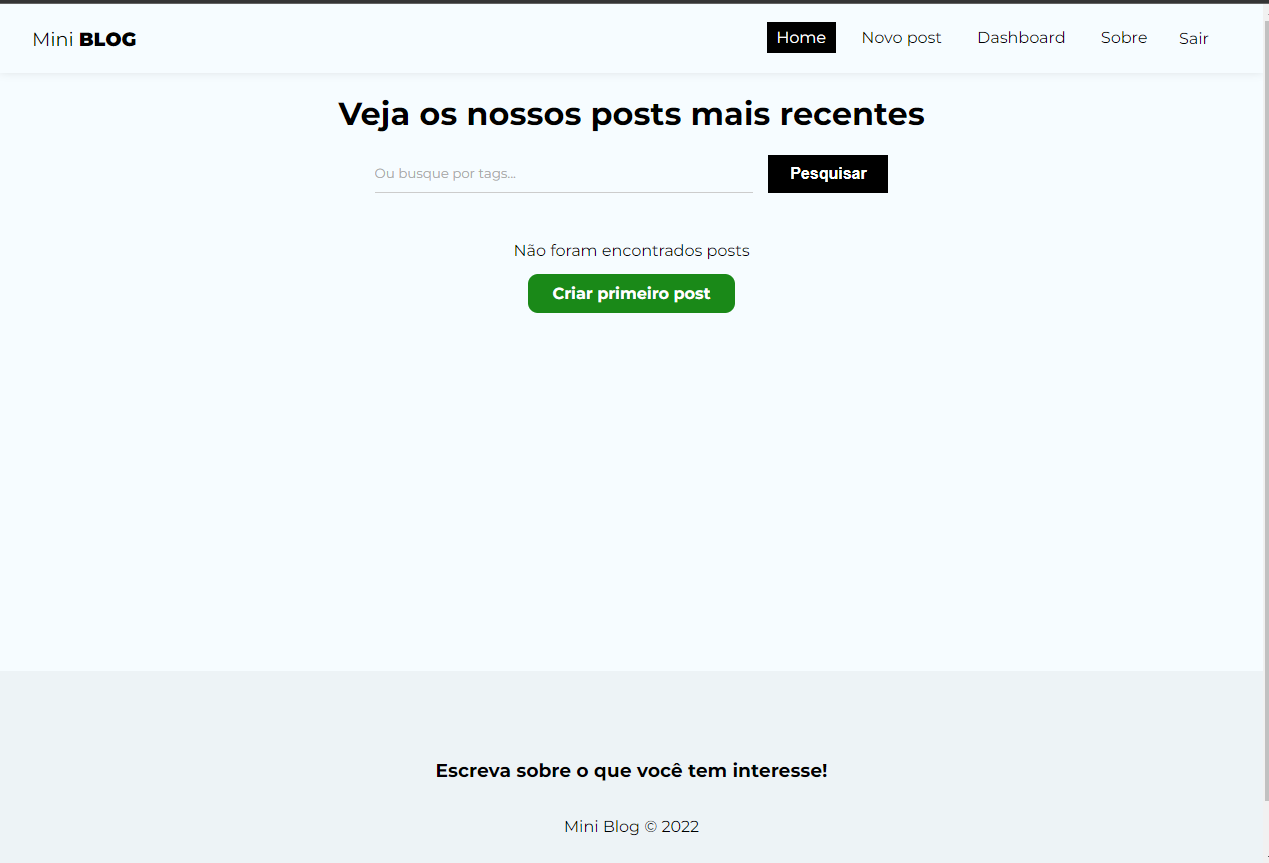 Mini BLOG
Home Novo post Dashboard Sobre Sair
Veja os nossos posts mais recentes
Ou busque por tags...
Pesquisar
Não foram encontrados posts
Criar primeiro post
Escreva sobre o que você tem interesse!
Mini Blog © 2022